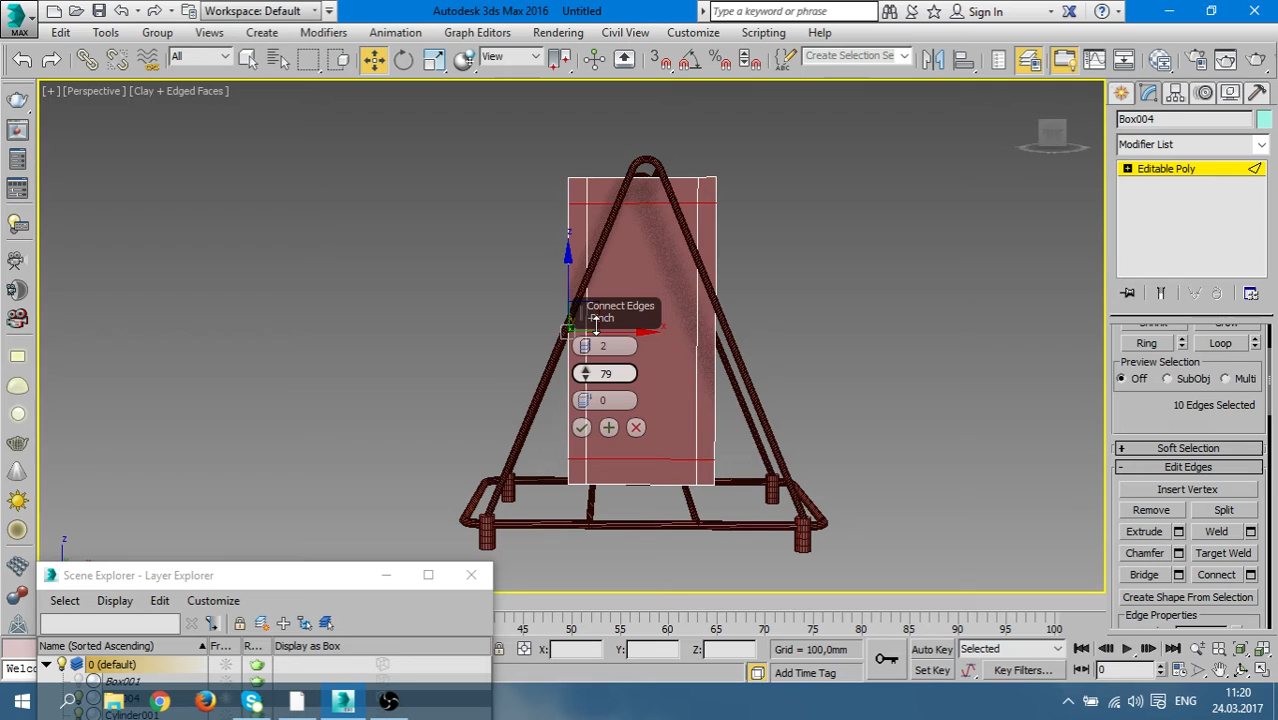 Workspace: Default
Autodesk 3ds Max 2016
Untitled
Type a keyword or phrase
Sign In
MAX
Edit
Tools
Group
Views
Create
Modifiers
Animation
Graph Editors
Rendering
Civil View
Customize
Scripting
Help
All
View
Create Selection Se
[+] [Perspective] [Clay + Edged Faces]
Box004
Modifier List
Editable Poly
z
x
Connect Edges
-Pinch
2
79
0
Ring
Loop
Preview Selection
Off
SubObj
Multi
10 Edges Selected
Soft Selection
Edit Edges
Insert Vertex
Remove
Split
Extrude
Weld
Chamfer
Target Weld
Bridge
Connect
Create Shape From Selection
Edge Properties
z
Scene Explorer - Layer Explorer
Select
Display
Edit
Customize
Name (Sorted Ascending)
Fr...
R...
Display as Box
0 (default)
Box001
Cylinder001
45
50
55
60
65
70
75
80
85
90
95
100
X:
Y:
Z:
Grid = 100,0mm
Add Time Tag
Auto Key
Selected
Set Key
Key Filters...
0
Welc
ENG
11:20
24.03.2017